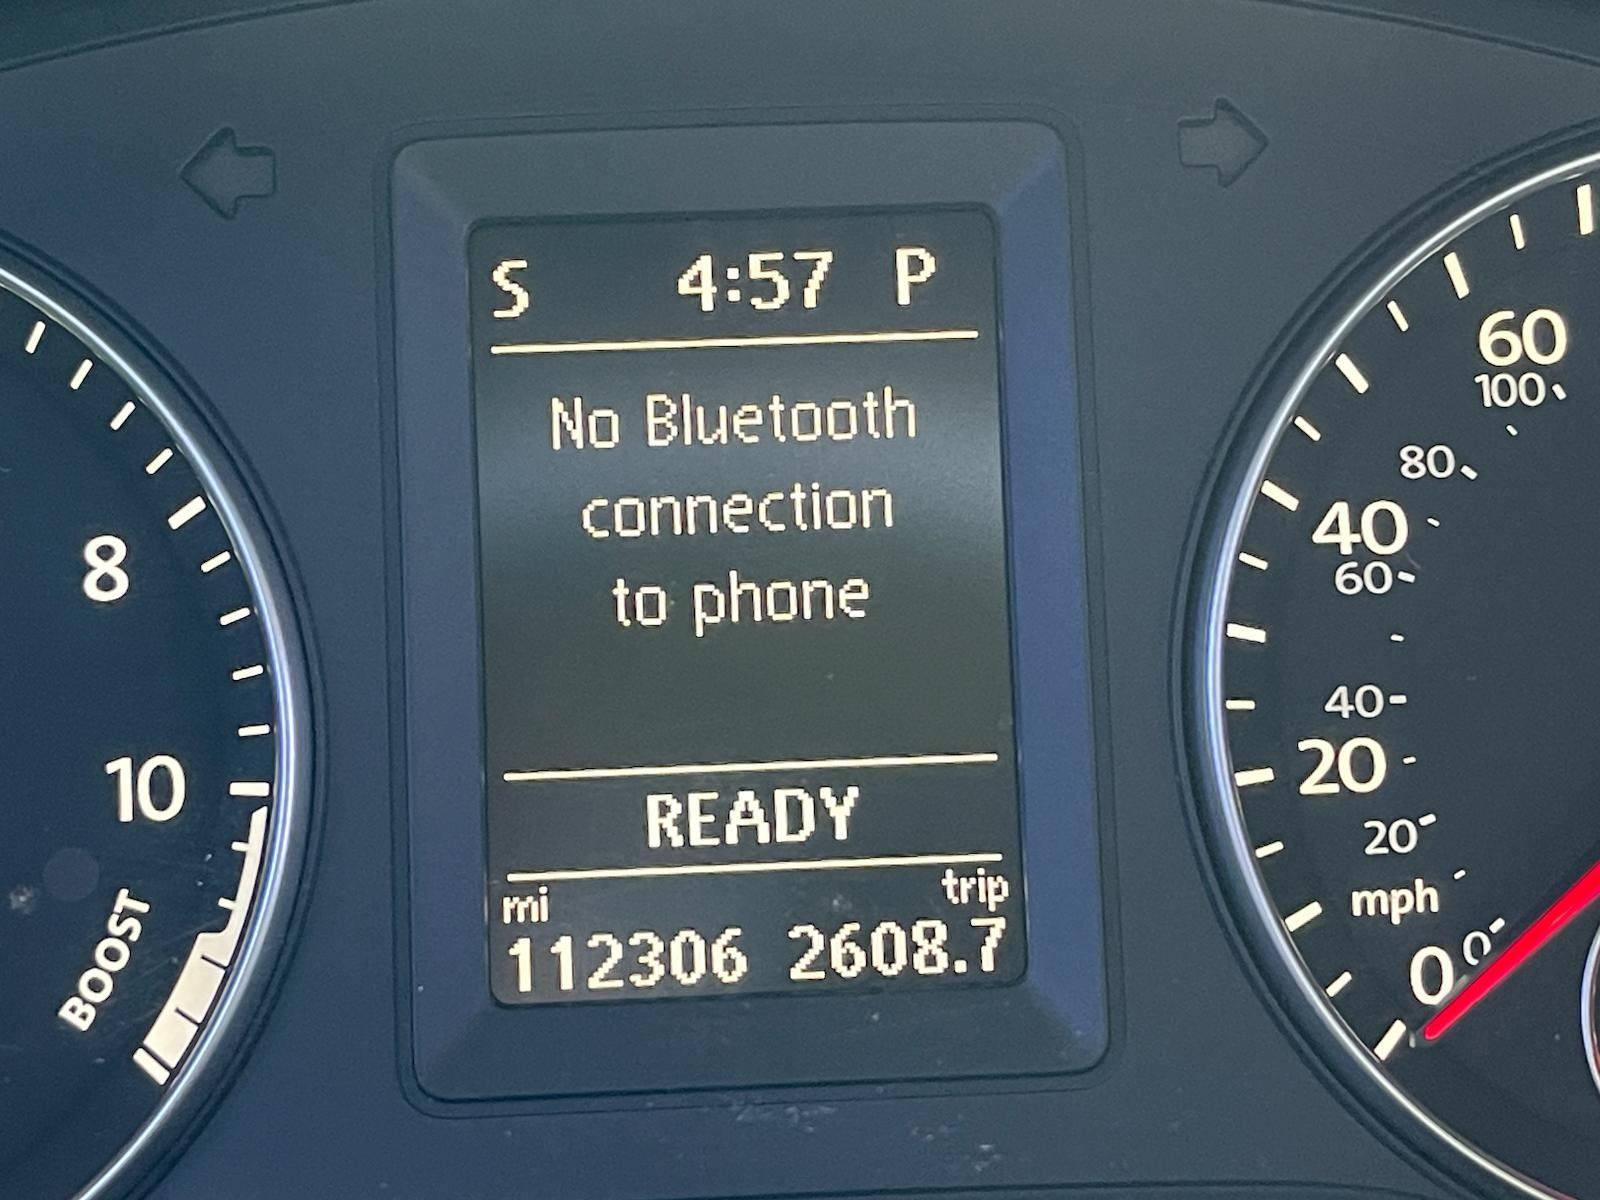 S 4:57 P
No Bluetooth
connection
to phone
READY
mi trip
112306 2608.7
8
10
BOOST
60
100
80
40
60
40
20
20
mph
0
0